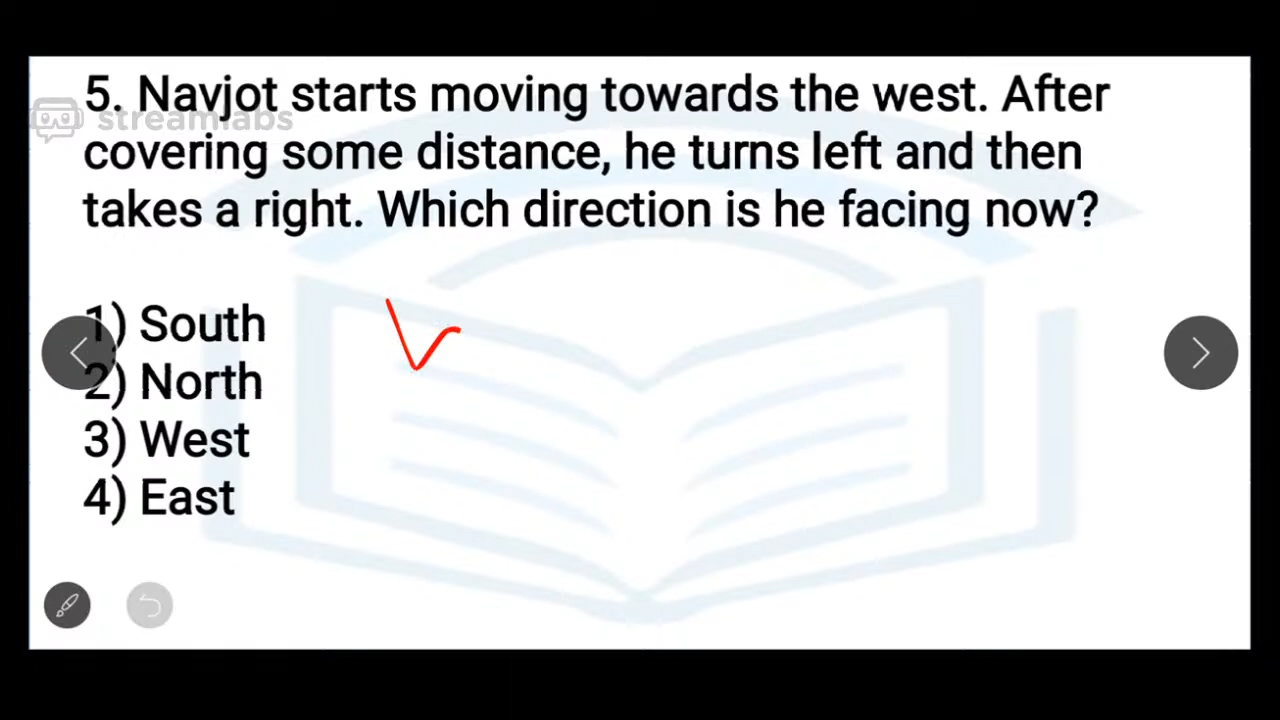 5. Navjot starts moving towards the west. After
streamlabs
covering some distance, he turns left and then
takes a right. Which direction is he facing now?
1) South
2) North
3) West
4) East